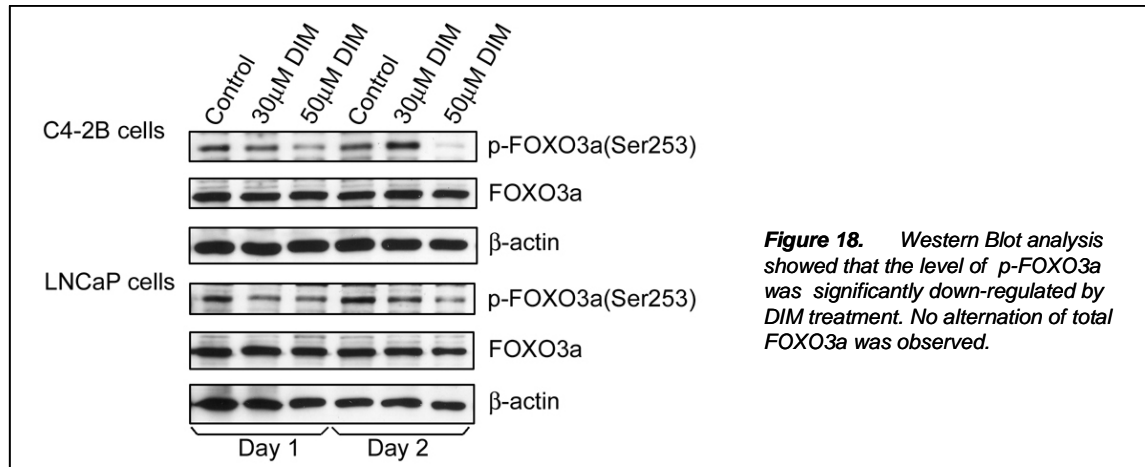 Control
30μM DIM
50μM DIM
Control
30μM DIM
50μM DIM
C4-2B cells
p-FOXO3a(Ser253)
FOXO3a
β-actin
LNCaP cells
p-FOXO3a(Ser253)
FOXO3a
β-actin
Day 1
Day 2
Figure 18. Western Blot analysis
showed that the level of p-FOXO3a
was significantly down-regulated by
DIM treatment. No alternation of total
FOXO3a was observed.